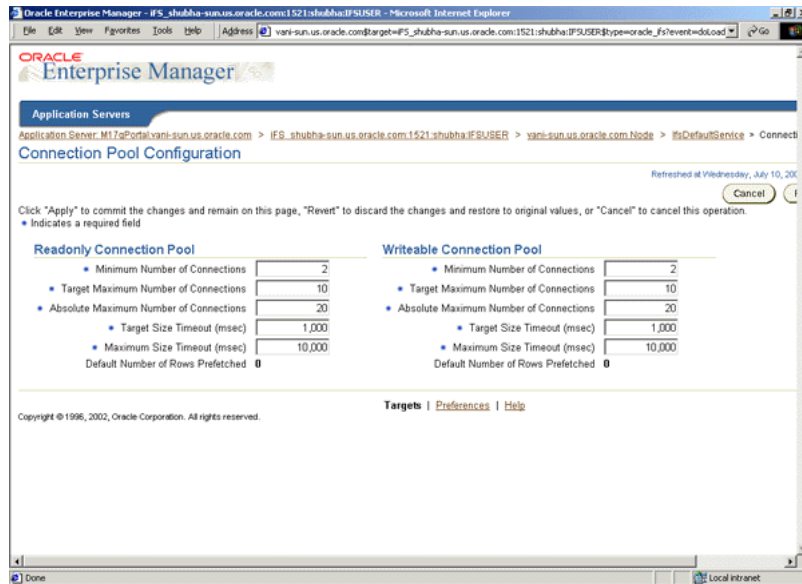 Oracle Enterprise Manager - iFS_shubha-sun.us.oracle.com:1521:shubha:IFSUSER - Microsoft Internet Explorer
File Edit View Favorites Tools Help Address vani-sun.us.oracle.com$target=iFS_shubha-sun.us.oracle.com:1521:shubha:IFSUSER$type=oracle_ifs?event=doLoad Go
ORACLE
Enterprise Manager
Application Servers
Application Server: M17qPortal.vani-sun.us.oracle.com > iFS_shubha-sun.us.oracle.com:1521:shubha:IFSUSER > vani-sun.us.oracle.com Node > IfsDefaultService > Connecti
Connection Pool Configuration
Refreshed at Wednesday, July 10, 200
Cancel
Click "Apply" to commit the changes and remain on this page, "Revert" to discard the changes and restore to original values, or "Cancel" to cancel this operation.
Indicates a required field
Readonly Connection Pool
Minimum Number of Connections 2
Target Maximum Number of Connections 10
Absolute Maximum Number of Connections 20
Target Size Timeout (msec) 1,000
Maximum Size Timeout (msec) 10,000
Default Number of Rows Prefetched 0
Writeable Connection Pool
Minimum Number of Connections 2
Target Maximum Number of Connections 10
Absolute Maximum Number of Connections 20
Target Size Timeout (msec) 1,000
Maximum Size Timeout (msec) 10,000
Default Number of Rows Prefetched 0
Targets | Preferences | Help
Copyright © 1996, 2002, Oracle Corporation. All rights reserved.
Done
Local intranet